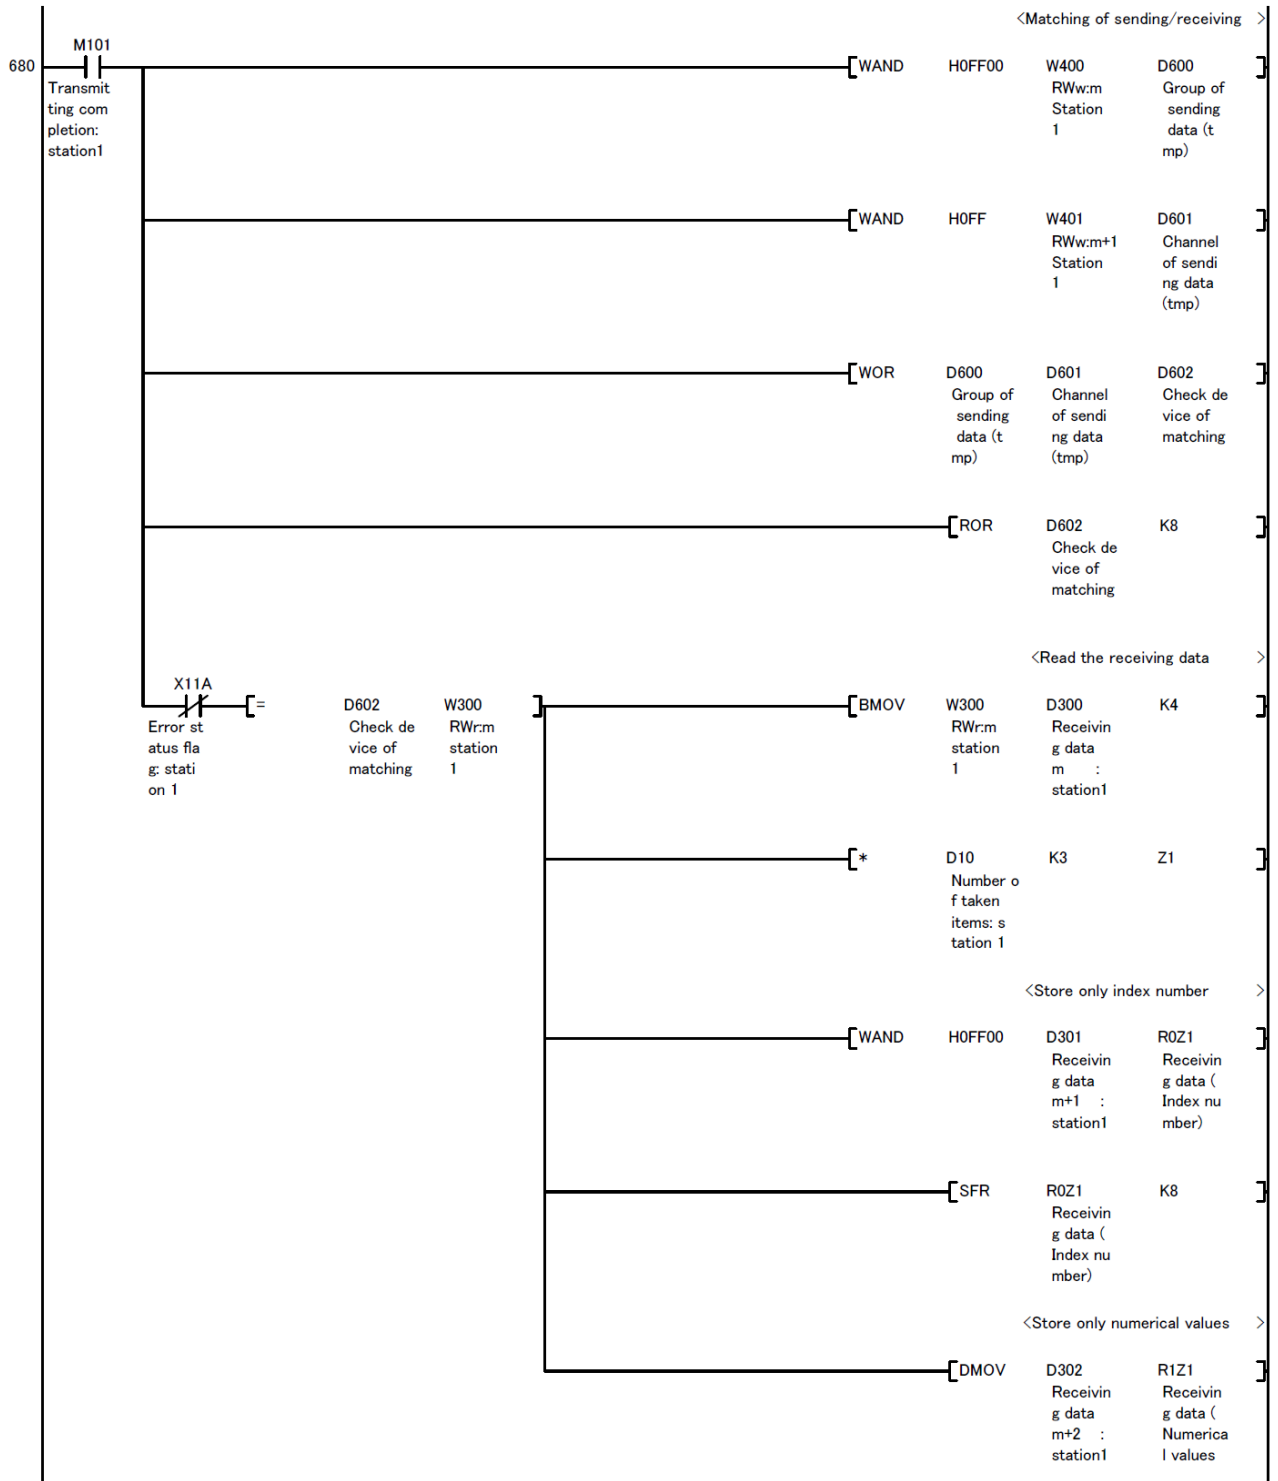 <Matching of sending/receiving >
M101
680 [WAND H0FF00 W400 D600 ]
Transmit RWw:m Group of
ting com Station sending
pletion: 1 data (t
station1 mp)
[WAND H0FF W401 D601 ]
RWw:m+1 Channel
Station of sendi
1 ng data
(tmp)
[WOR D600 D601 D602 ]
Group of Channel Check de
sending of sendi vice of
data (t ng data matching
mp) (tmp)
[ROR D602 K8 ]
Check de
vice of
matching
<Read the receiving data >
X11A
[= D602 W300 ] [BMOV W300 D300 K4 ]
Error st Check de RWr:m RWr:m Receivin
atus fla vice of station station g data
g: stati matching 1 1 m :
on 1 station1
[* D10 K3 Z1 ]
Number o
f taken
items: s
tation 1
<Store only index number >
[WAND H0FF00 D301 R0Z1 ]
Receivin Receivin
g data g data (
m+1 : Index nu
station1 mber)
[SFR R0Z1 K8 ]
Receivin
g data (
Index nu
mber)
<Store only numerical values >
[DMOV D302 R1Z1 ]
Receivin Receivin
g data g data (
m+2 : Numerica
station1 l values